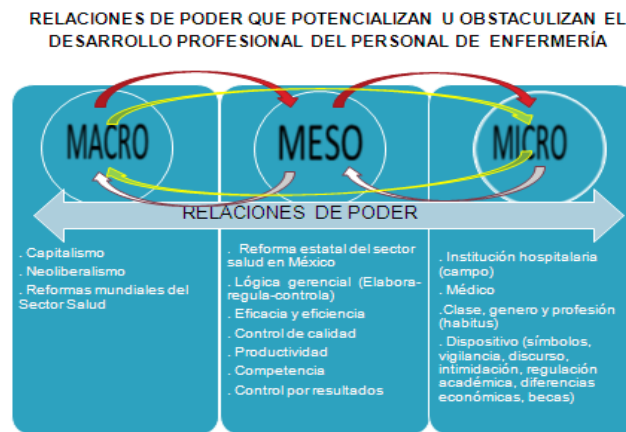 RELACIONES DE PODER QUE POTENCIALIZAN U OBSTACULIZAN EL
DESARROLLO PROFESIONAL DEL PERSONAL DE ENFERMERÍA
MACRO
MESO
MICRO
RELACIONES DE PODER
. Capitalismo
. Neoliberalismo
. Reformas mundiales del
Sector Salud
. Reforma estatal del sector
salud en México
. Lógica gerencial (Elabora-
regula-controla)
. Eficacia y eficiencia
. Control de calidad
. Productividad
. Competencia
. Control por resultados
. Institución hospitalaria
(campo)
. Médico
.Clase, genero y profesión
(habitus)
. Dispositivo (símbolos,
vigilancia, discurso,
intimidación, regulación
académica, diferencias
económicas, becas)